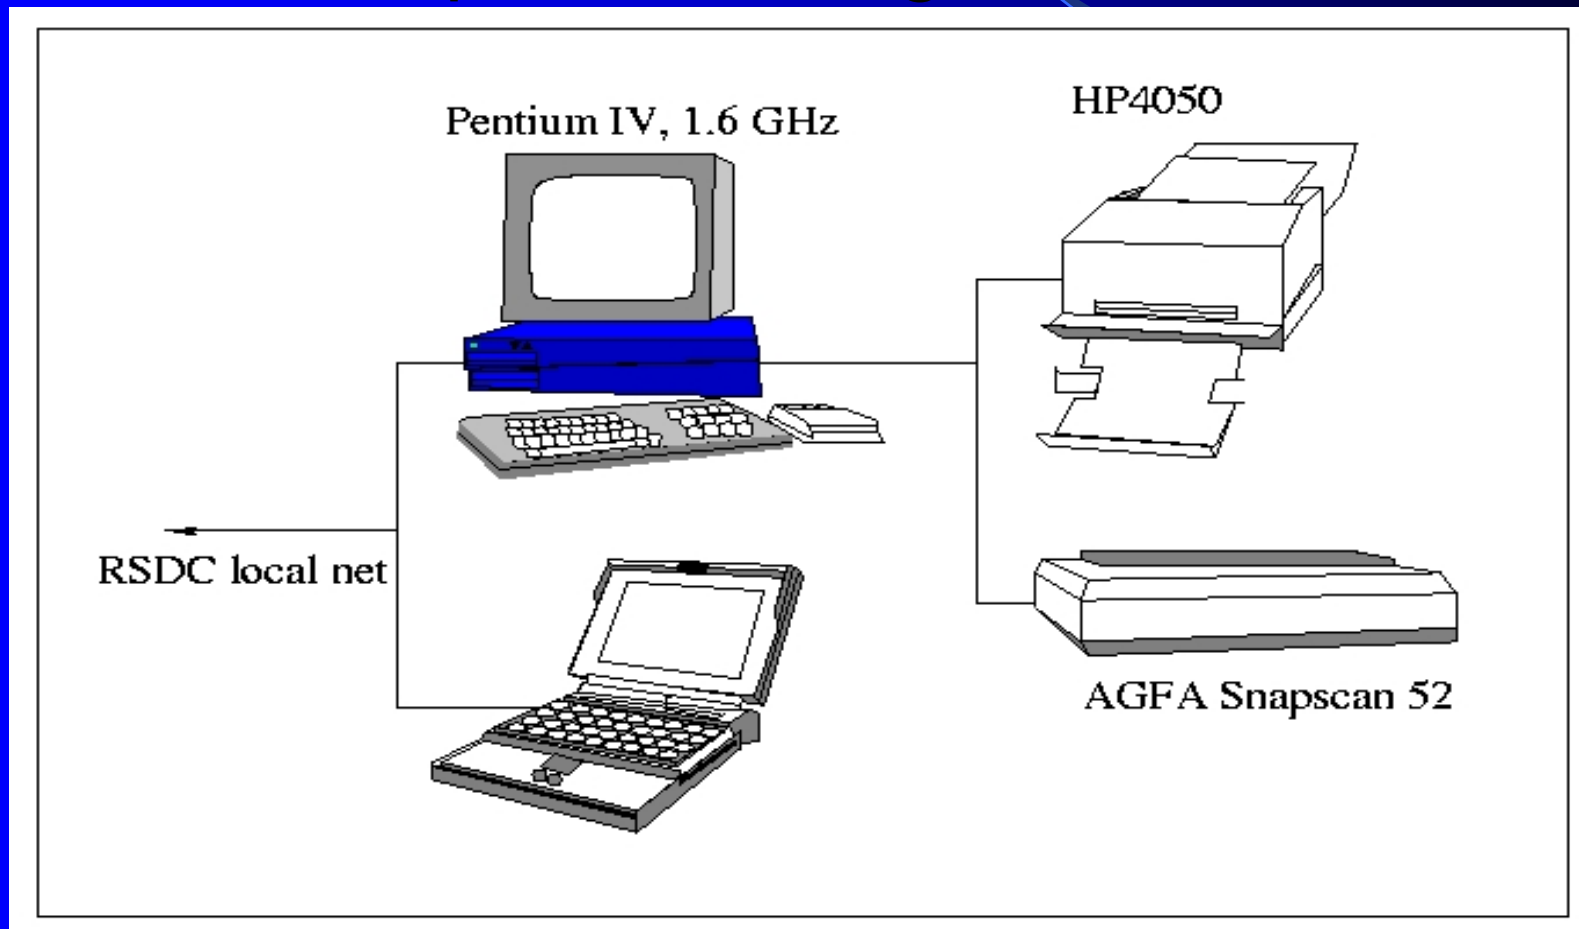 Pentium IV, 1.6 GHz
HP4050
RSDC local net
AGFA Snapscan 52